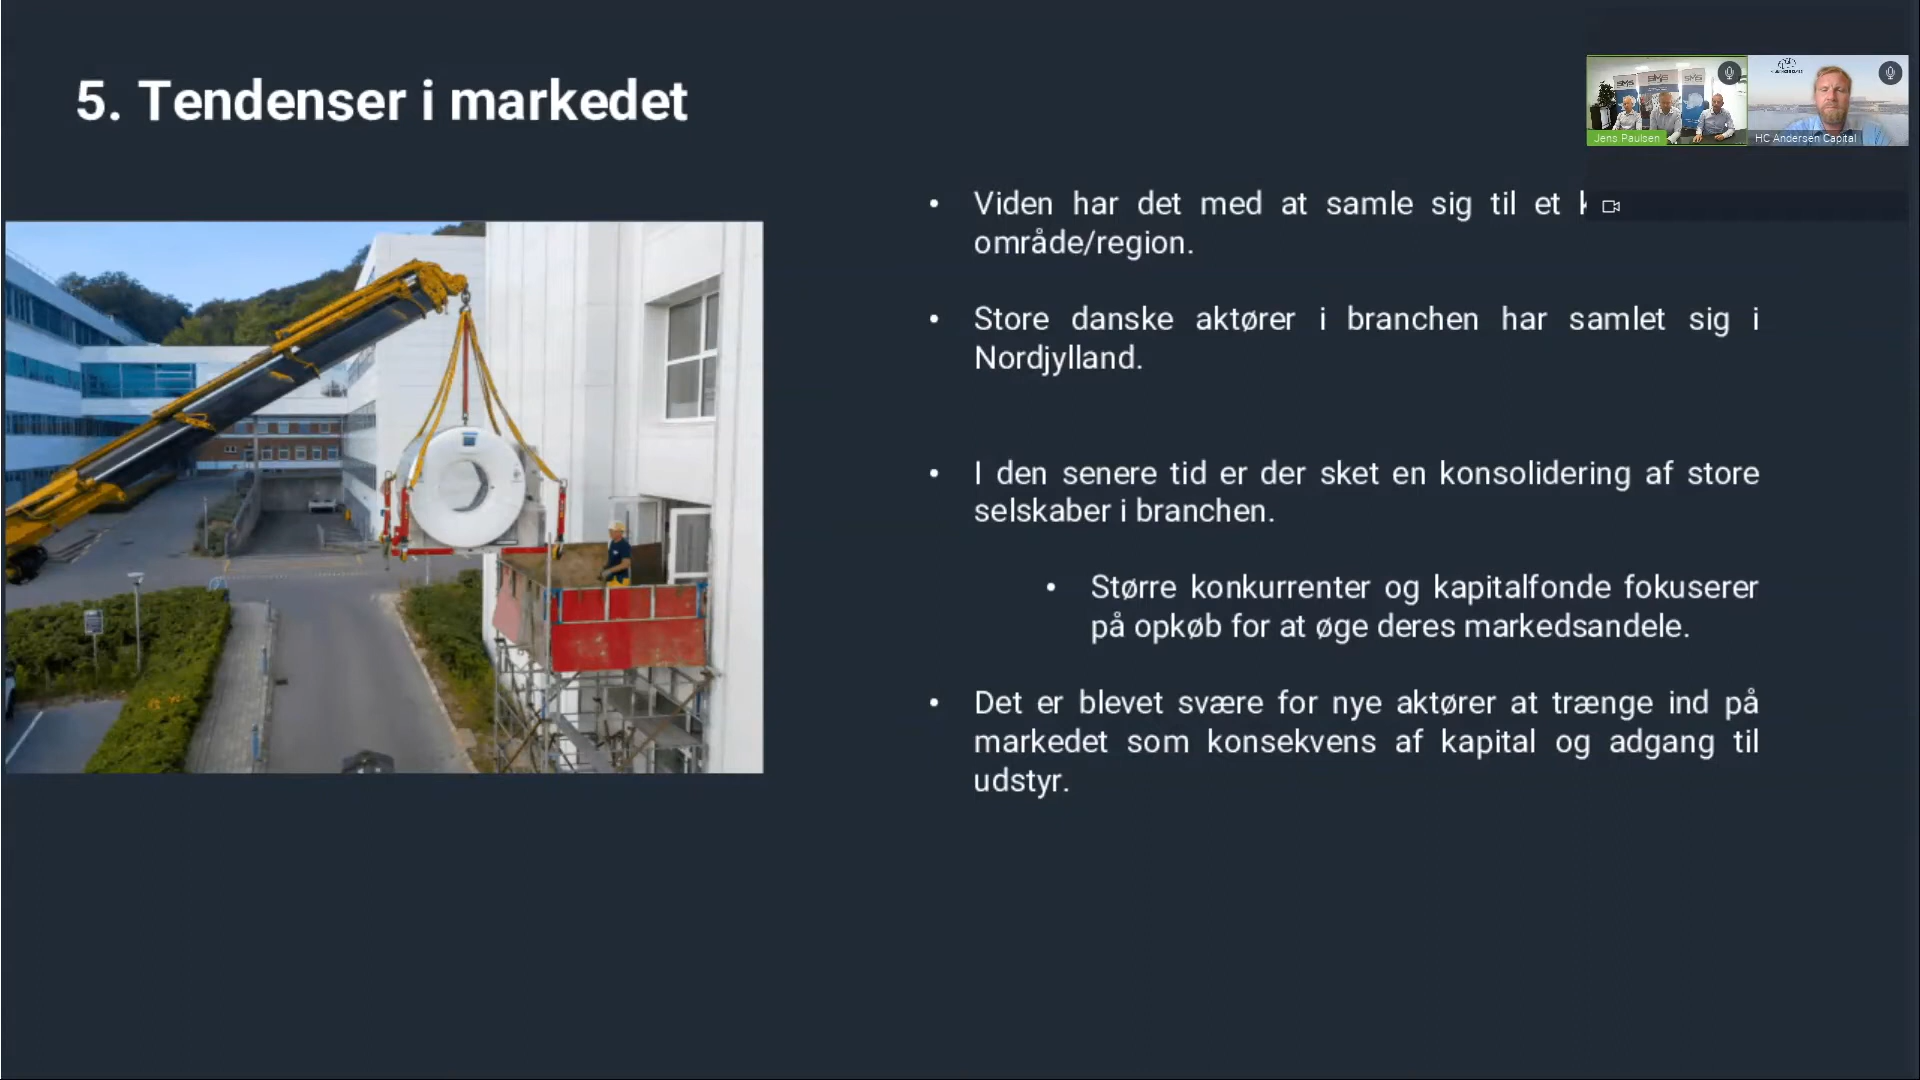 5. Tendenser i markedet
SMS
SMS
SMS
Jens Paulsen
HC Andersen Capital
• Viden har det med at samle sig til et
område/region.
• Store danske aktører i branchen har samlet sig i
Nordjylland.
• I den senere tid er der sket en konsolidering af store
selskaber i branchen.
• Større konkurrenter og kapitalfonde fokuserer
på opkøb for at øge deres markedsandele.
• Det er blevet svære for nye aktører at trænge ind på
markedet som konsekvens af kapital og adgang til
udstyr.